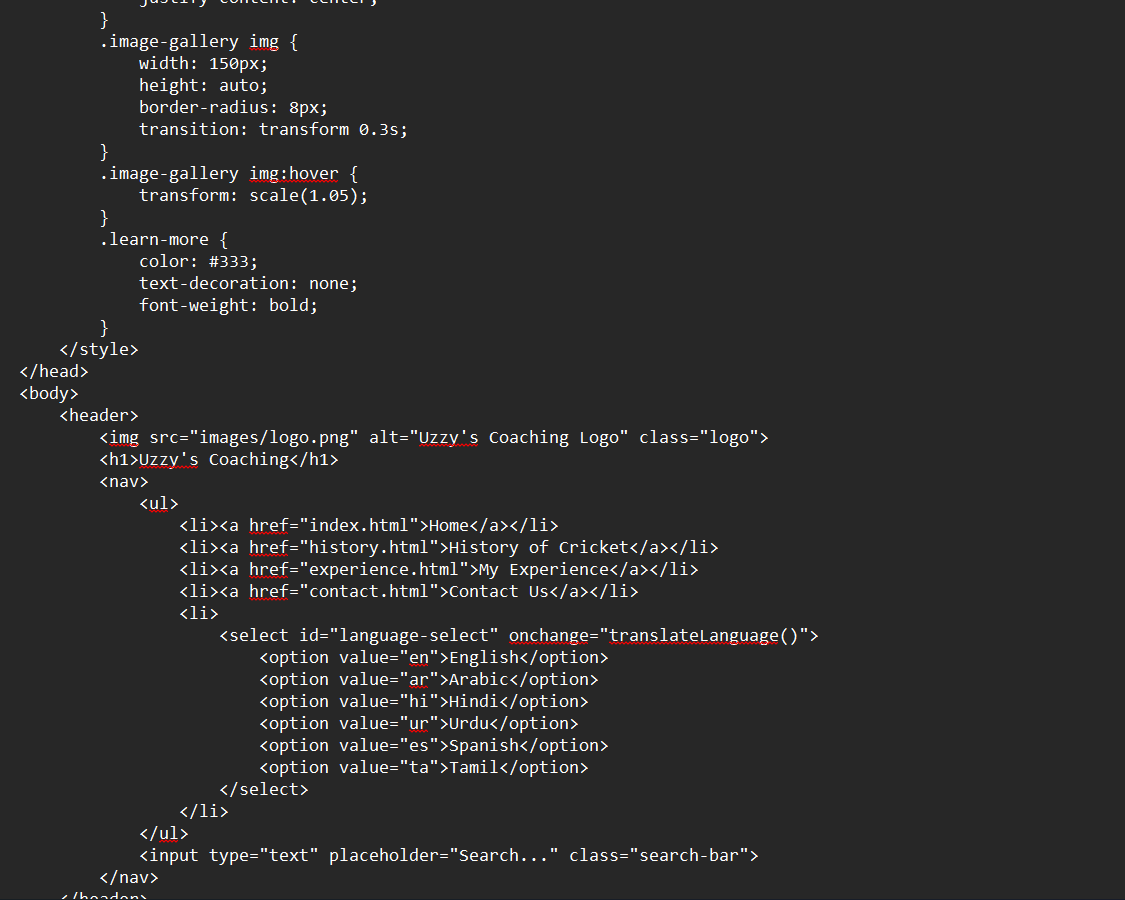 justify-content: center;
}
.image-gallery img {
width: 150px;
height: auto;
border-radius: 8px;
transition: transform 0.3s;
}
.image-gallery img:hover {
transform: scale(1.05);
}
.learn-more {
color: #333;
text-decoration: none;
font-weight: bold;
}
</style>
</head>
<body>
<header>
<img src="images/logo.png" alt="Uzzy's Coaching Logo" class="logo">
<h1>Uzzy's Coaching</h1>
<nav>
<ul>
<li><a href="index.html">Home</a></li>
<li><a href="history.html">History of Cricket</a></li>
<li><a href="experience.html">My Experience</a></li>
<li><a href="contact.html">Contact Us</a></li>
<li>
<select id="language-select" onchange="translateLanguage()">
<option value="en">English</option>
<option value="ar">Arabic</option>
<option value="hi">Hindi</option>
<option value="ur">Urdu</option>
<option value="es">Spanish</option>
<option value="ta">Tamil</option>
</select>
</li>
</ul>
<input type="text" placeholder="Search..." class="search-bar">
</nav>
</header>